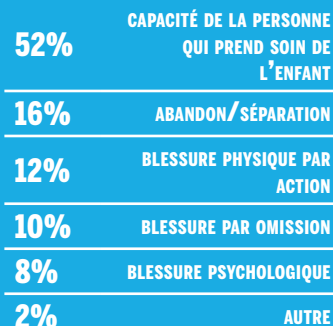 52%
CAPACITÉ DE LA PERSONNE
QUI PREND SOIN DE
L'ENFANT
16%
ABANDON/SÉPARATION
12%
BLESSURE PHYSIQUE PAR
ACTION
10%
BLESSURE PAR OMISSION
8%
BLESSURE PSYCHOLOGIQUE
2%
AUTRE